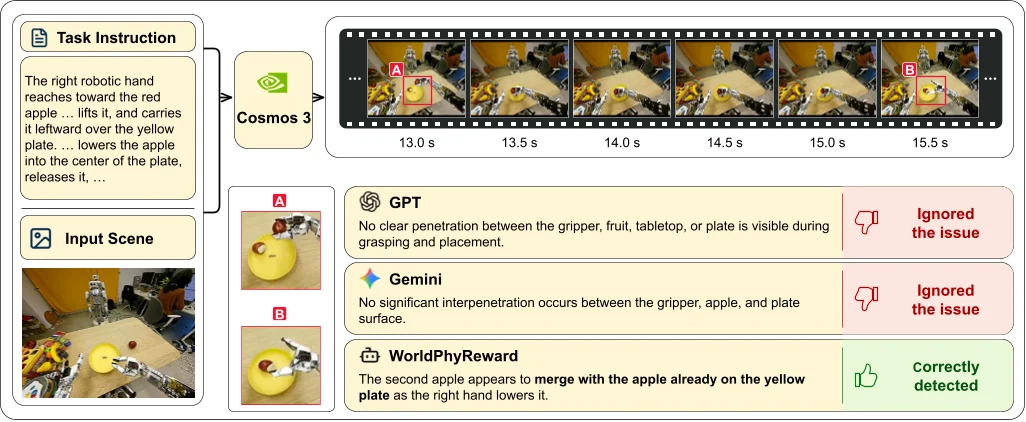 Task Instruction
The right robotic hand
reaches toward the red
apple … lifts it, and carries
it leftward over the yellow
plate. … lowers the apple
into the center of the plate,
releases it, …
Input Scene
Cosmos 3
...
A
B
...
13.0 s
13.5 s
14.0 s
14.5 s
15.0 s
15.5 s
A
B
GPT
No clear penetration between the gripper, fruit, tabletop, or plate is visible during
grasping and placement.
Ignored
the issue
Gemini
No significant interpenetration occurs between the gripper, apple, and plate
surface.
Ignored
the issue
WorldPhyReward
The second apple appears to merge with the apple already on the yellow
plate as the right hand lowers it.
Correctly
detected